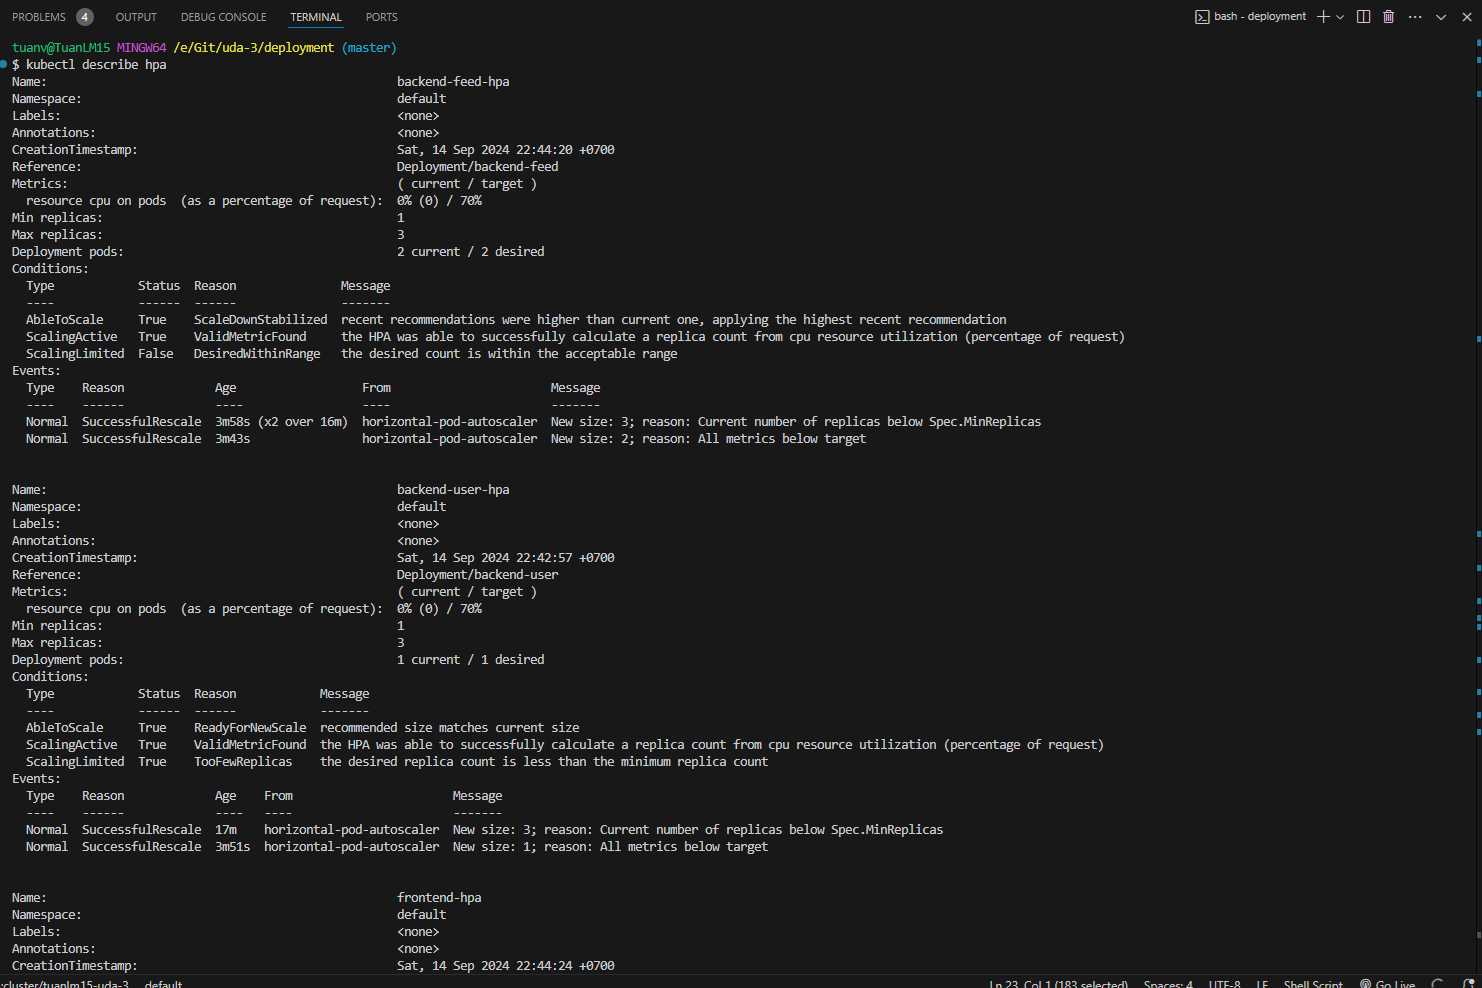 PROBLEMS 4 OUTPUT DEBUG CONSOLE TERMINAL PORTS bash - deployment
tuanv@TuanLM15 MINGW64 /e/Git/uda-3/deployment (master)
$ kubectl describe hpa
Name: backend-feed-hpa
Namespace: default
Labels: <none>
Annotations: <none>
CreationTimestamp: Sat, 14 Sep 2024 22:44:20 +0700
Reference: Deployment/backend-feed
Metrics: ( current / target )
resource cpu on pods (as a percentage of request): 0% (0) / 70%
Min replicas: 1
Max replicas: 3
Deployment pods: 2 current / 2 desired
Conditions:
Type Status Reason Message
---- ------ ------ -------
AbleToScale True ScaleDownStabilized recent recommendations were higher than current one, applying the highest recent recommendation
ScalingActive True ValidMetricFound the HPA was able to successfully calculate a replica count from cpu resource utilization (percentage of request)
ScalingLimited False DesiredWithinRange the desired count is within the acceptable range
Events:
Type Reason Age From Message
---- ------ ---- ---- -------
Normal SuccessfulRescale 3m58s (x2 over 16m) horizontal-pod-autoscaler New size: 3; reason: Current number of replicas below Spec.MinReplicas
Normal SuccessfulRescale 3m43s horizontal-pod-autoscaler New size: 2; reason: All metrics below target
Name: backend-user-hpa
Namespace: default
Labels: <none>
Annotations: <none>
CreationTimestamp: Sat, 14 Sep 2024 22:42:57 +0700
Reference: Deployment/backend-user
Metrics: ( current / target )
resource cpu on pods (as a percentage of request): 0% (0) / 70%
Min replicas: 1
Max replicas: 3
Deployment pods: 1 current / 1 desired
Conditions:
Type Status Reason Message
---- ------ ------ -------
AbleToScale True ReadyForNewScale recommended size matches current size
ScalingActive True ValidMetricFound the HPA was able to successfully calculate a replica count from cpu resource utilization (percentage of request)
ScalingLimited True TooFewReplicas the desired replica count is less than the minimum replica count
Events:
Type Reason Age From Message
---- ------ ---- ---- -------
Normal SuccessfulRescale 17m horizontal-pod-autoscaler New size: 3; reason: Current number of replicas below Spec.MinReplicas
Normal SuccessfulRescale 3m51s horizontal-pod-autoscaler New size: 1; reason: All metrics below target
Name: frontend-hpa
Namespace: default
Labels: <none>
Annotations: <none>
CreationTimestamp: Sat, 14 Sep 2024 22:44:24 +0700
:cluster/tuanlm15-uda-3 default Ln 23, Col 1 (183 selected) Spaces: 4 UTF-8 LF Shell Script Go Live